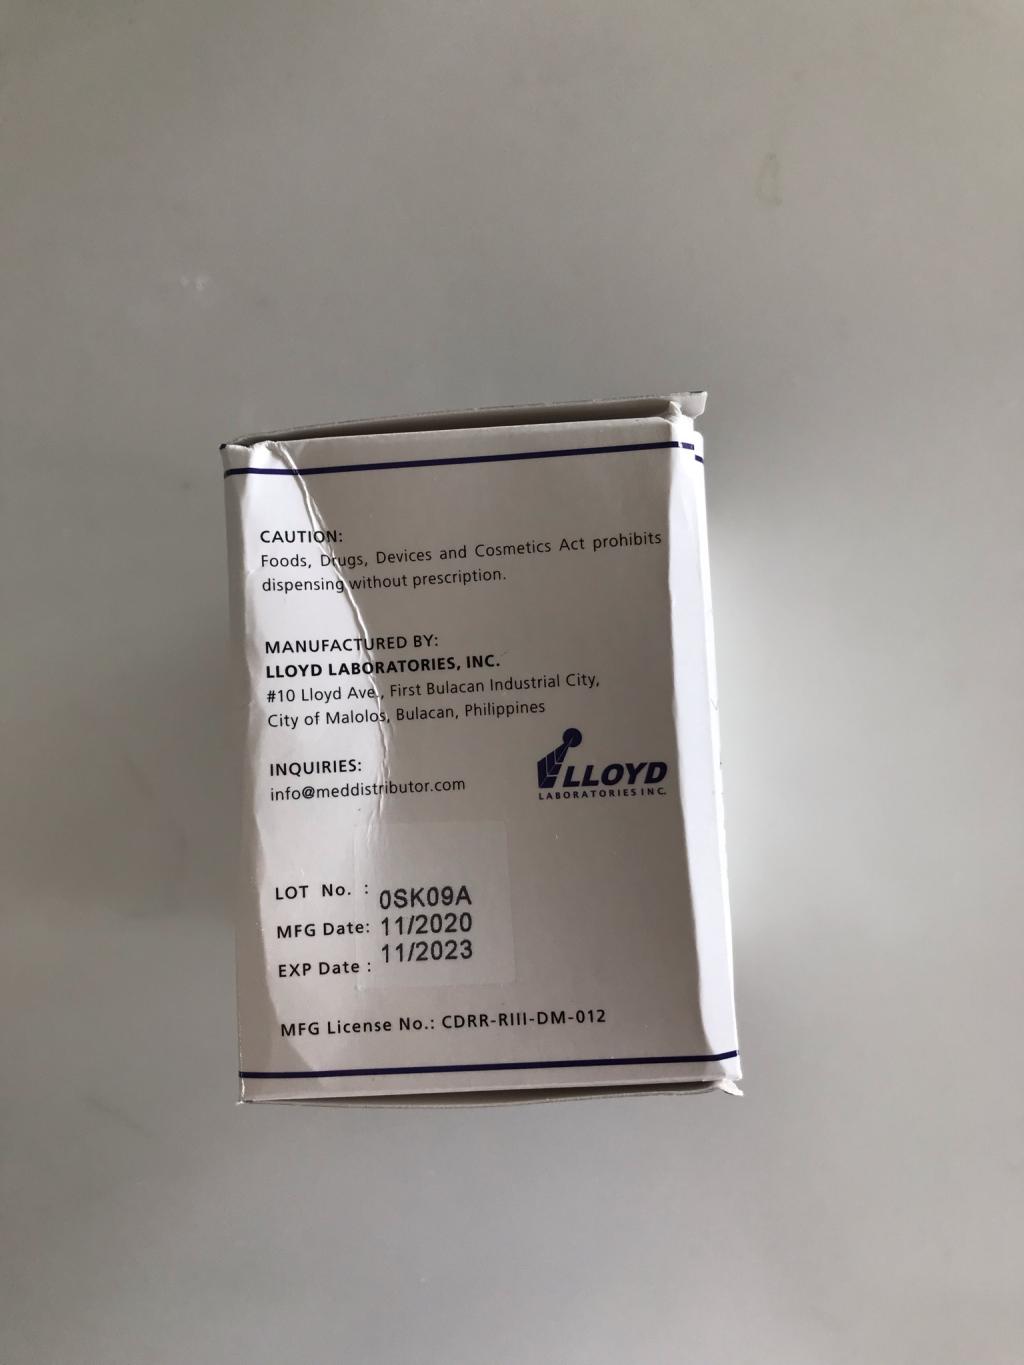 CAUTION:
Foods, Drugs, Devices and Cosmetics Act prohibits
dispensing without prescription.
MANUFACTURED BY:
LLOYD LABORATORIES, INC.
#10 Lloyd Ave., First Bulacan Industrial City,
City of Malolos, Bulacan, Philippines
INQUIRIES:
info@meddistributor.com
LLOYD
LABORATORIES INC.
LOT No. : 0SK09A
MFG Date: 11/2020
EXP Date : 11/2023
MFG License No.: CDRR-RIII-DM-012